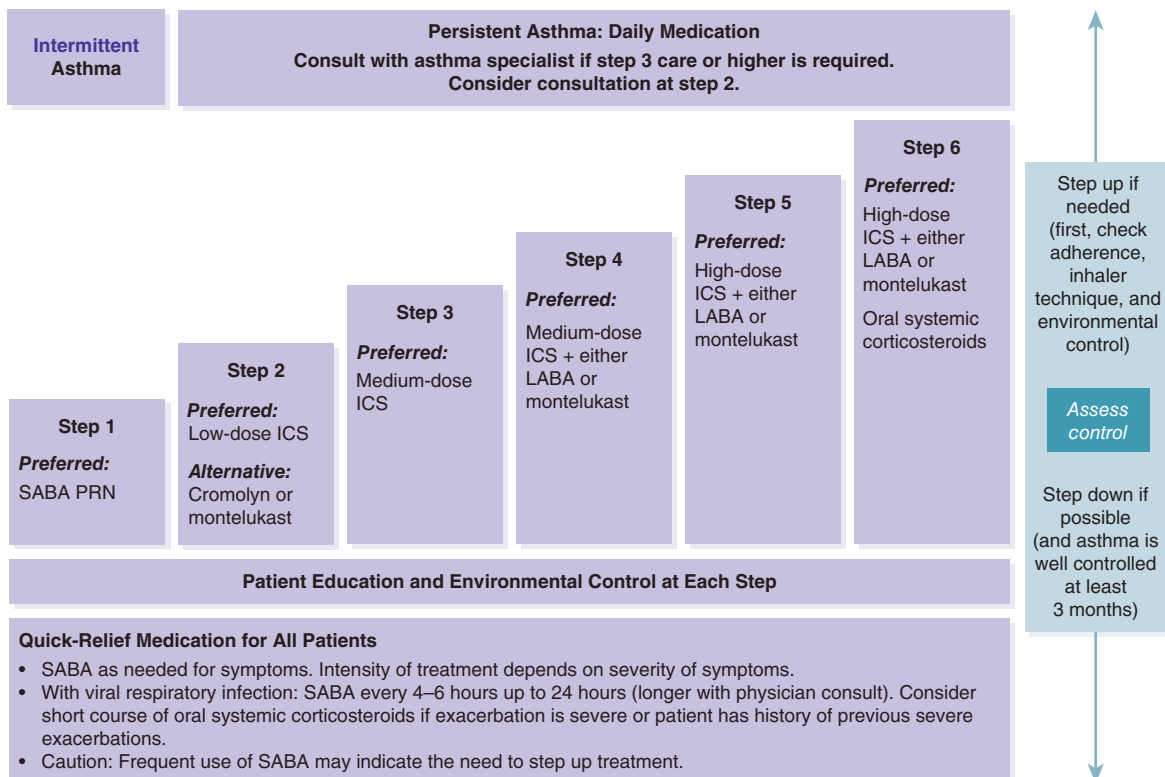 Intermittent
Asthma
Persistent Asthma: Daily Medication
Consult with asthma specialist if step 3 care or higher is required.
Consider consultation at step 2.
Step 1
Preferred:
SABA PRN
Step 2
Preferred:
Low-dose ICS
Alternative:
Cromolyn or
montelukast
Step 3
Preferred:
Medium-dose
ICS
Step 4
Preferred:
Medium-dose
ICS + either
LABA or
montelukast
Step 5
Preferred:
High-dose
ICS + either
LABA or
montelukast
Step 6
Preferred:
High-dose
ICS + either
LABA or
montelukast
Oral systemic
corticosteroids
Step up if
needed
(first, check
adherence,
inhaler
technique, and
environmental
control)
Assess
control
Step down if
possible
(and asthma is
well controlled
at least
3 months)
Patient Education and Environmental Control at Each Step
Quick-Relief Medication for All Patients
• SABA as needed for symptoms. Intensity of treatment depends on severity of symptoms.
• With viral respiratory infection: SABA every 4–6 hours up to 24 hours (longer with physician consult). Consider
short course of oral systemic corticosteroids if exacerbation is severe or patient has history of previous severe
exacerbations.
• Caution: Frequent use of SABA may indicate the need to step up treatment.